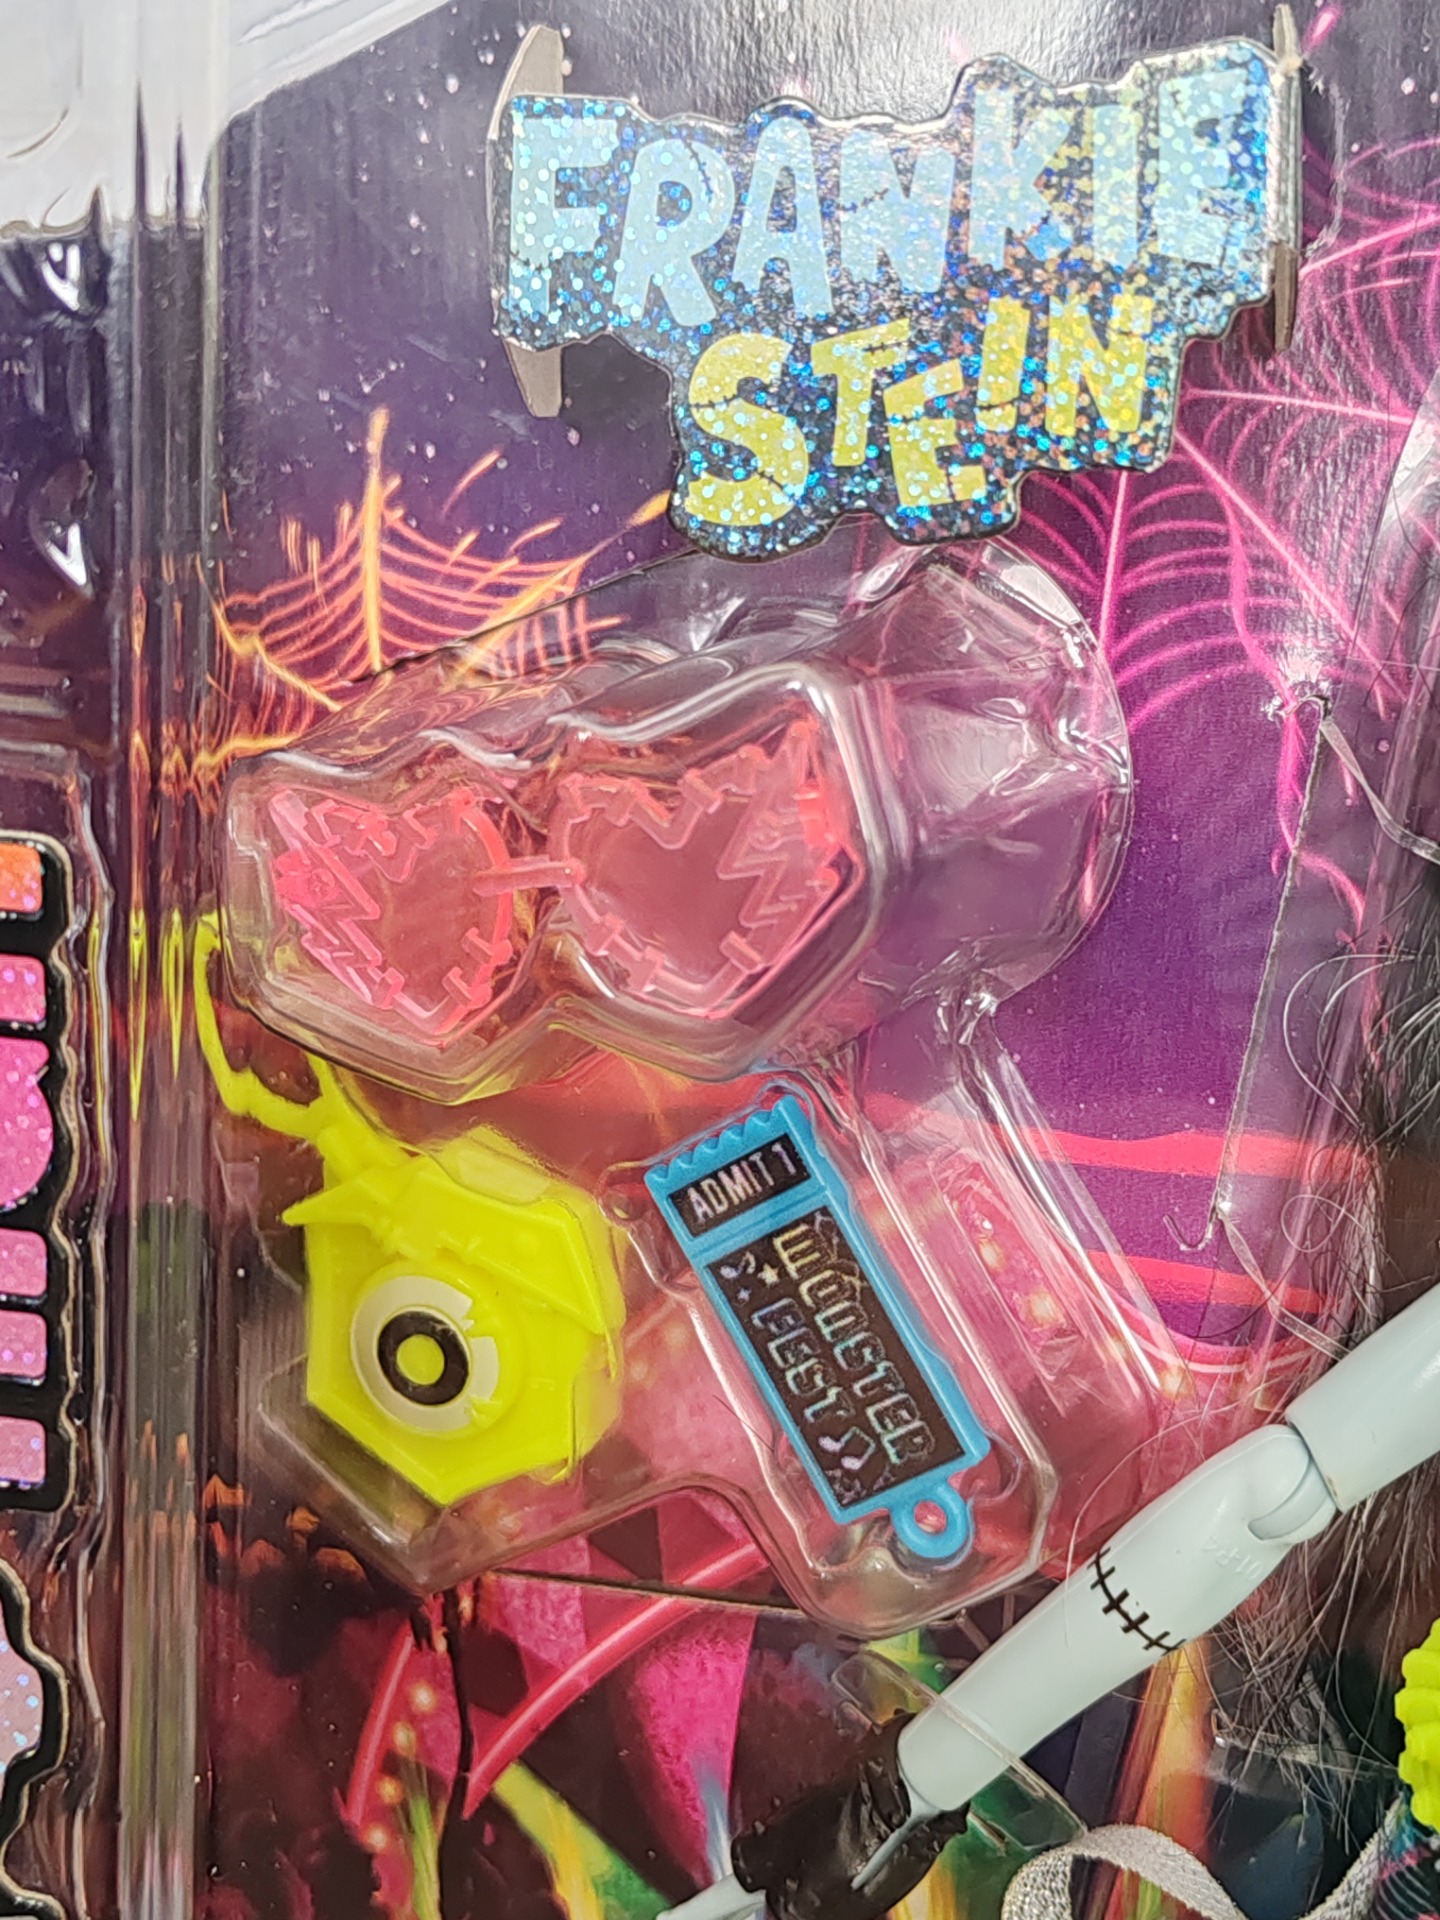 FRANKIE
STEIN
ADMIT 1
MONSTER
FEST